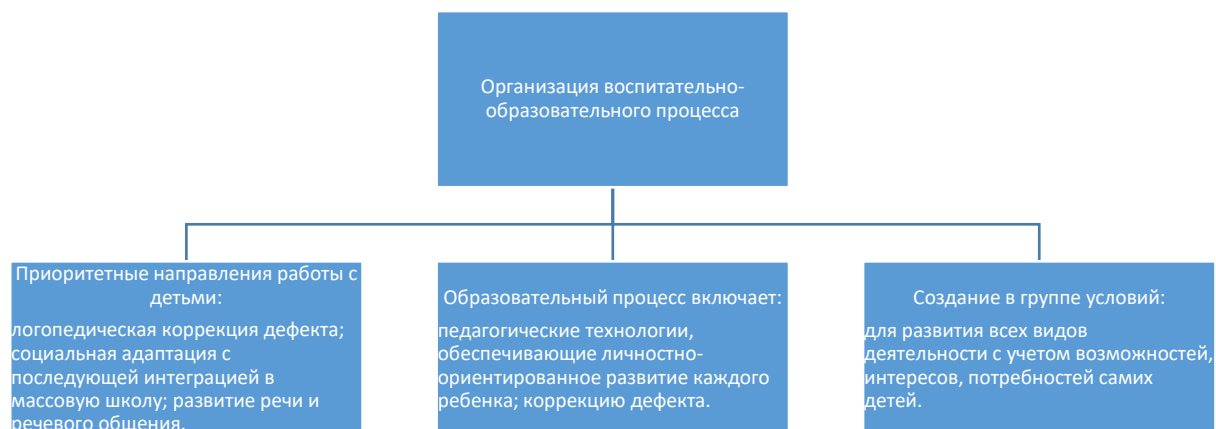 Организация воспитательно-
образовательного процесса
Приоритетные направления работы с
детьми:
логопедическая коррекция дефекта;
социальная адаптация с
последующей интеграцией в
массовую школу; развитие речи и
речевого общения.
Образовательный процесс включает:
педагогические технологии,
обеспечивающие личностно-
ориентированное развитие каждого
ребенка; коррекцию дефекта.
Создание в группе условий:
для развития всех видов
деятельности с учетом возможностей,
интересов, потребностей самих
детей.